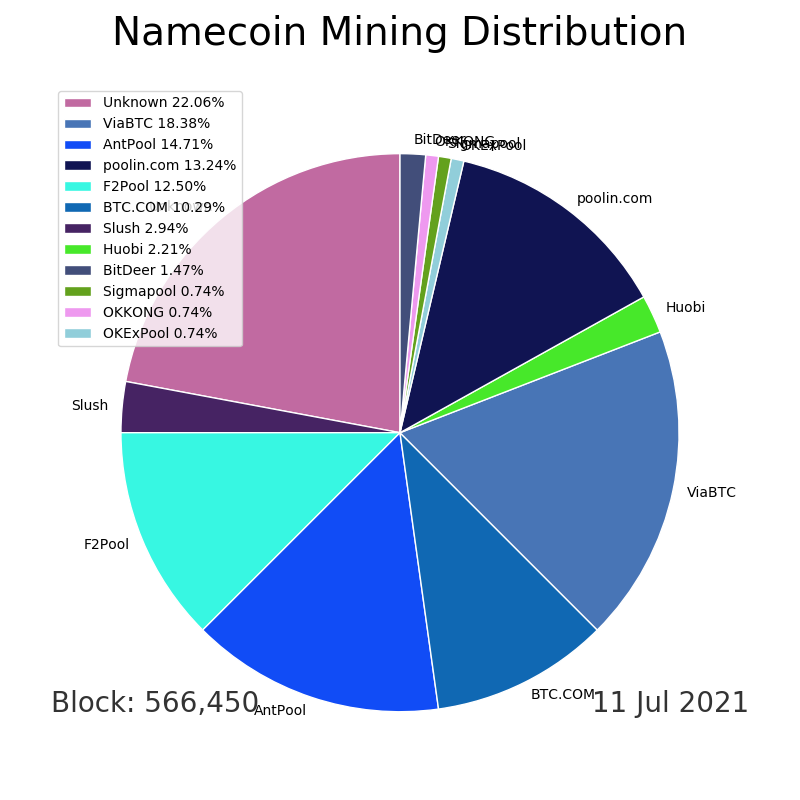 Namecoin Mining Distribution
Unknown 22.06%
ViaBTC 18.38%
AntPool 14.71%
poolin.com 13.24%
F2Pool 12.50%
BTC.COM 10.29%
Slush 2.94%
Huobi 2.21%
BitDeer 1.47%
Sigmapool 0.74%
OKKONG 0.74%
OKExPool 0.74%
BitDeer
OKKONG
Sigmapool
OKExPool
poolin.com
Huobi
Slush
ViaBTC
F2Pool
BTC.COM
AntPool
Block: 566,450
11 Jul 2021